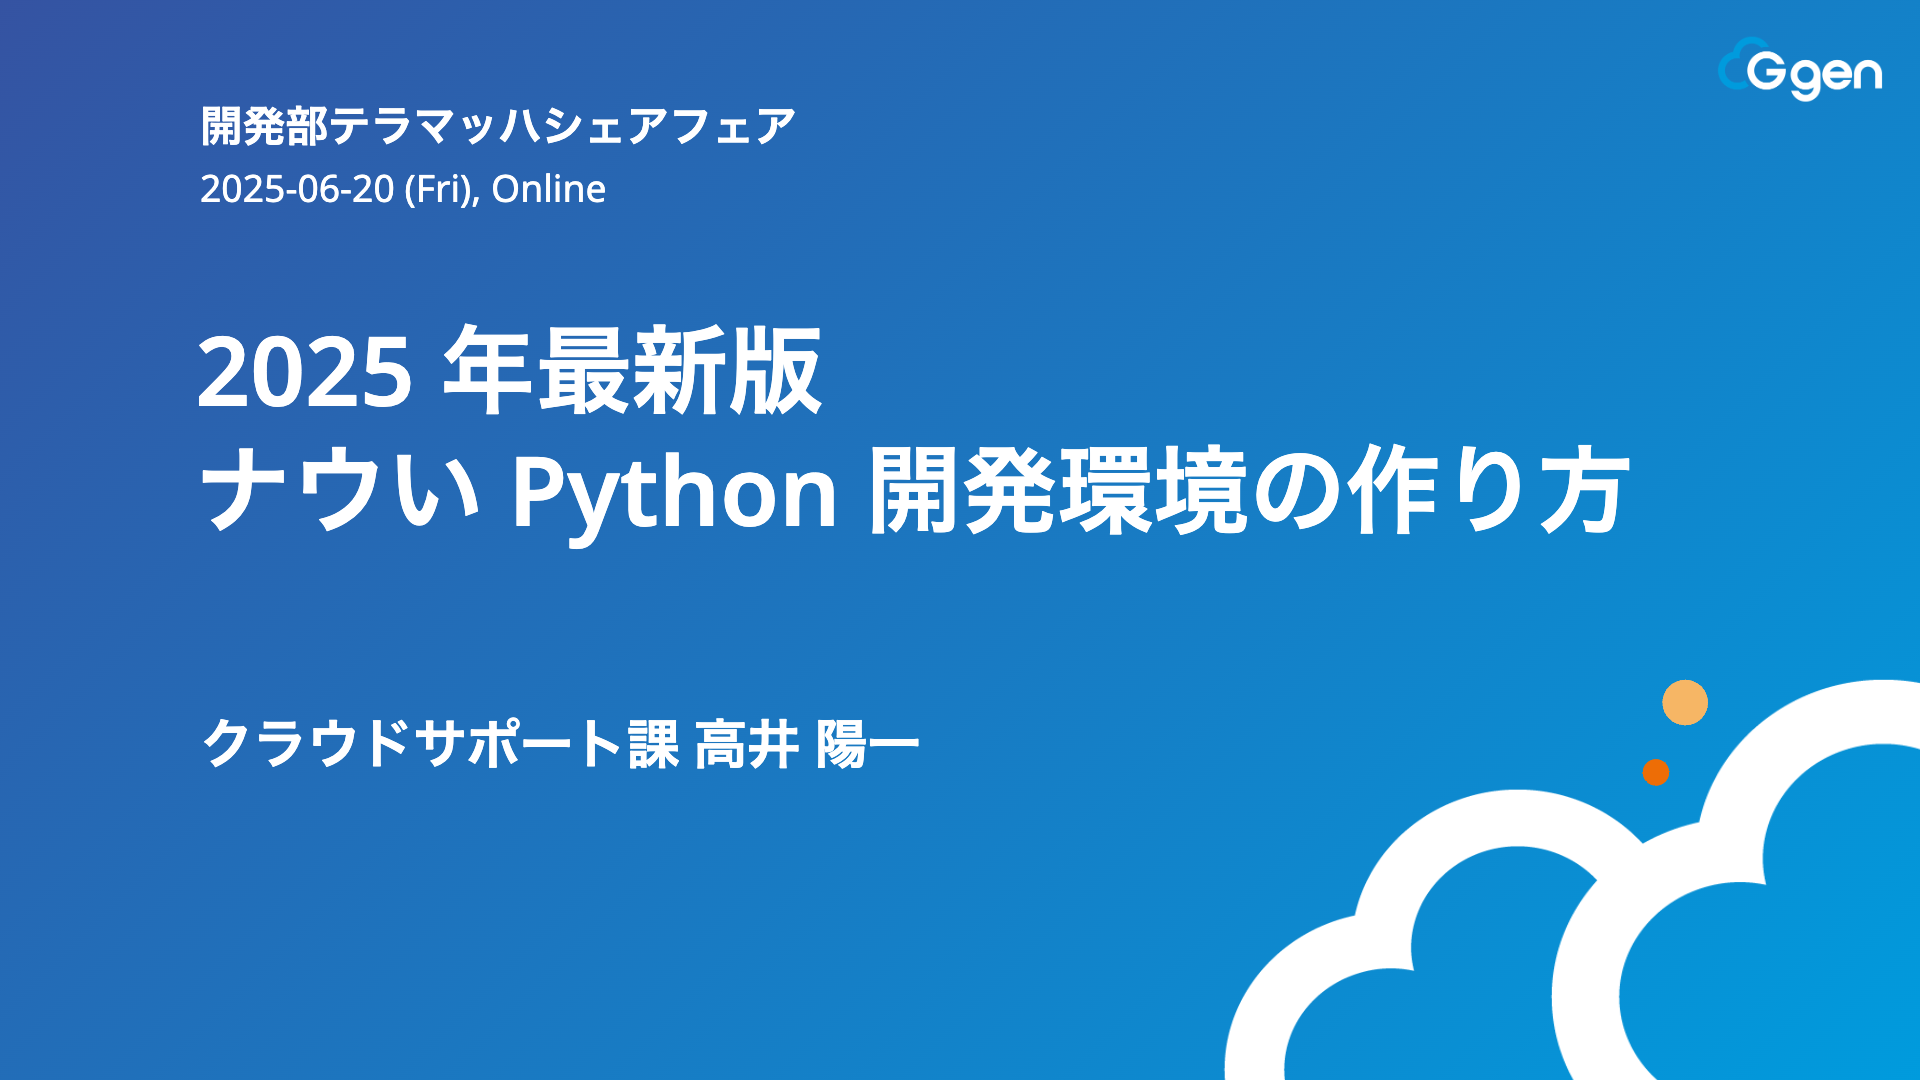 G gen
開発部テラマッハシェアフェア
2025-06-20 (Fri), Online
2025 年最新版
ナウい Python 開発環境の作り方
クラウドサポート課 高井 陽一